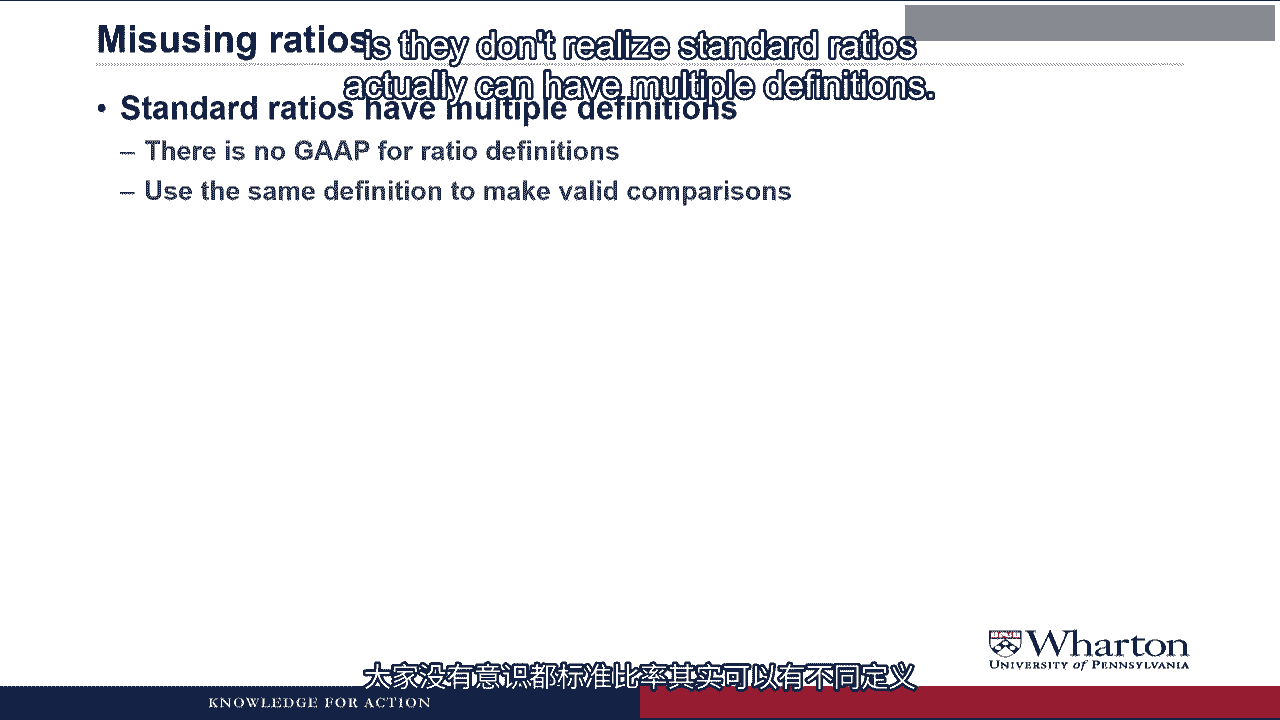 Misusing ratios
is they don't realize standard ratios
actually can have multiple definitions.
• Standard ratios have multiple definitions
– There is no GAAP for ratio definitions
– Use the same definition to make valid comparisons
Wharton
UNIVERSITY of PENNSYLVANIA
大家没有意识都标准比率其实可以有不同定义
KNOWLEDGE FOR ACTION